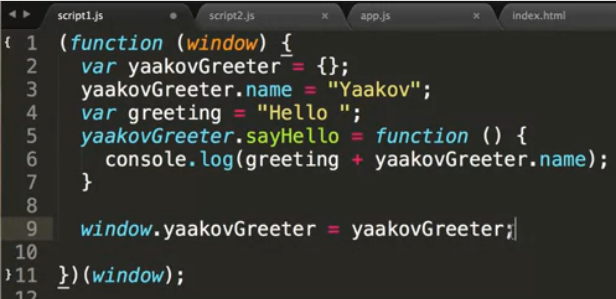 script1.js script2.js × app.js × index.html
{ 1 (function (window) {
2 var yaakovGreeter = {};
3 yaakovGreeter.name = "Yaakov";
4 var greeting = "Hello ";
5 yaakovGreeter.sayHello = function () {
6 console.log(greeting + yaakovGreeter.name);
7 }
8
9 window.yaakovGreeter = yaakovGreeter;
10
}11 })(window);
12